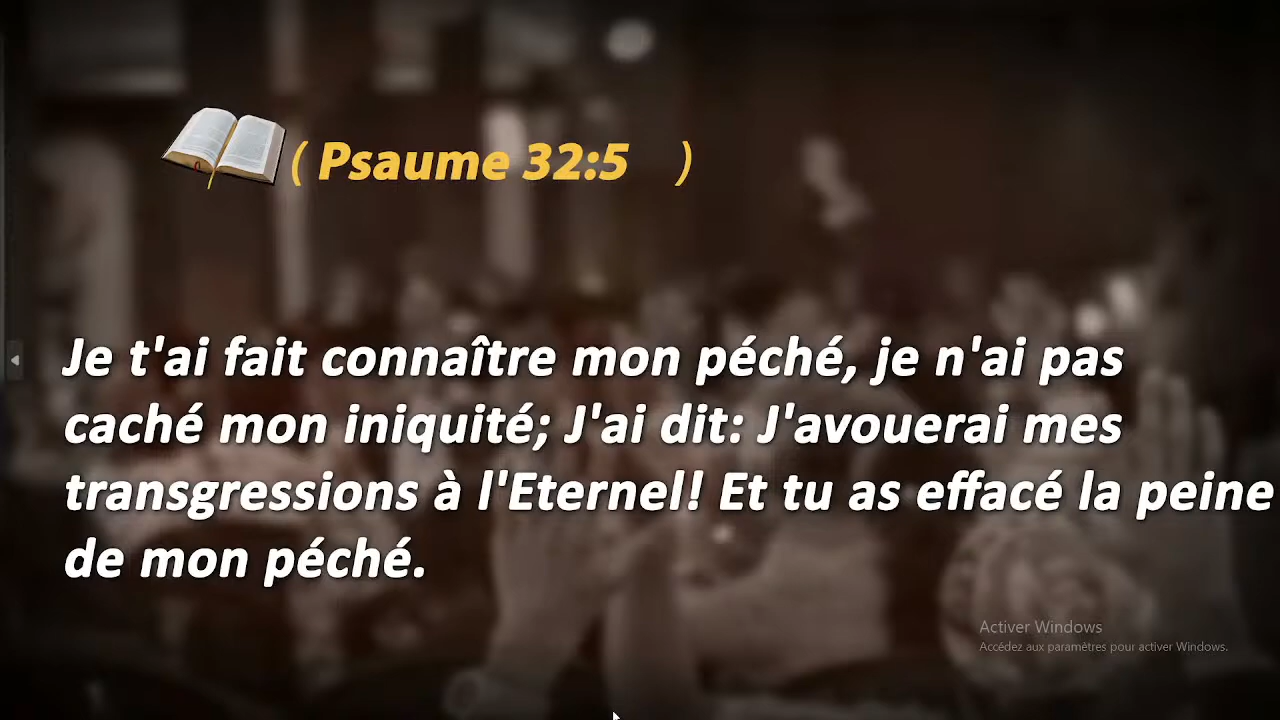 ( Psaume 32:5 )
Je t'ai fait connaître mon péché, je n'ai pas
caché mon iniquité; J'ai dit: J'avouerai mes
transgressions à l'Eternel! Et tu as effacé la peine
de mon péché.
Activer Windows
Accédez aux paramètres pour activer Windows.